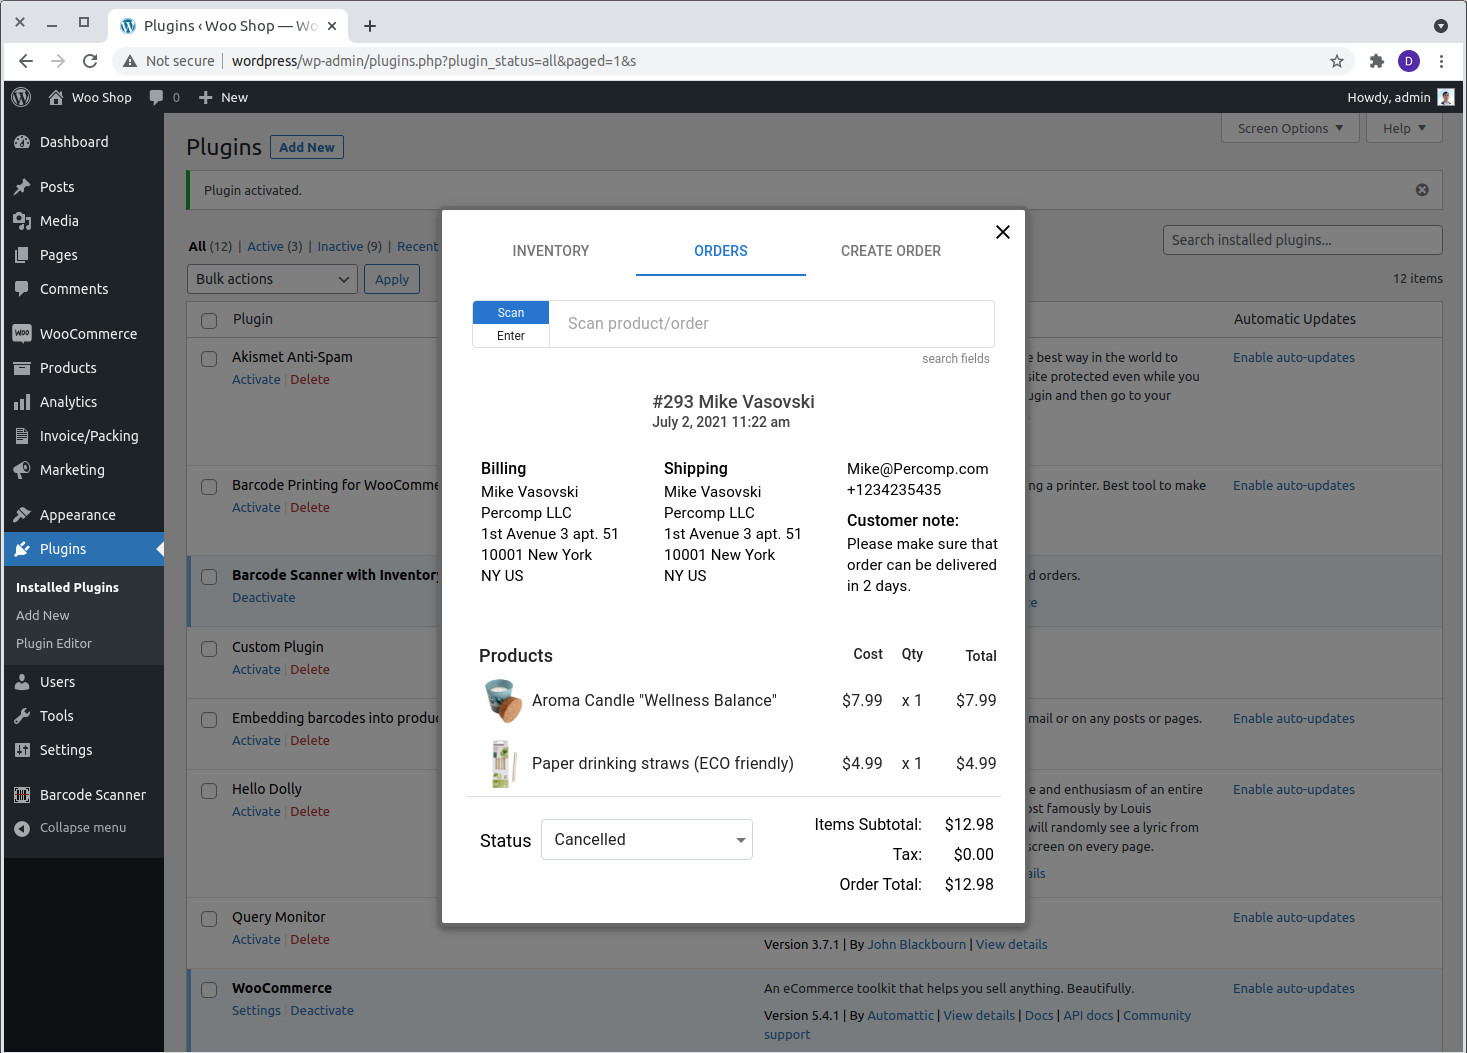 Plugins ‹ Woo Shop — Wo
Not secure | wordpress/wp-admin/plugins.php?plugin_status=all&paged=1&s
D
Woo Shop
0
New
Howdy, admin
Dashboard
Posts
Media
Pages
Comments
WooCommerce
Products
Analytics
Invoice/Packing
Marketing
Appearance
Plugins
Installed Plugins
Add New
Plugin Editor
Users
Tools
Settings
Barcode Scanner
Collapse menu
Plugins
Add New
Screen Options
Help
Plugin activated.
All (12) | Active (3) | Inactive (9) | Recent
Search installed plugins...
Bulk actions
Apply
12 items
Plugin
Automatic Updates
Akismet Anti-Spam
Activate | Delete
e best way in the world to
site protected even while you
ugin and then go to your
Enable auto-updates
Barcode Printing for WooComme
Activate | Delete
ng a printer. Best tool to make
Enable auto-updates
Barcode Scanner with Inventory
Deactivate
d orders.
Custom Plugin
Activate | Delete
Embedding barcodes into produc
Activate | Delete
mail or on any posts or pages.
Enable auto-updates
Hello Dolly
Activate | Delete
e and enthusiasm of an entire
ost famously by Louis
will randomly see a lyric from
screen on every page.
ails
Enable auto-updates
Query Monitor
Activate | Delete
Version 3.7.1 | By John Blackbourn | View details
Enable auto-updates
WooCommerce
Settings | Deactivate
An eCommerce toolkit that helps you sell anything. Beautifully.
Version 5.4.1 | By Automattic | View details | Docs | API docs | Community
support
Enable auto-updates
INVENTORY
ORDERS
CREATE ORDER
Scan
Enter
Scan product/order
search fields
#293 Mike Vasovski
July 2, 2021 11:22 am
Billing
Mike Vasovski
Percomp LLC
1st Avenue 3 apt. 51
10001 New York
NY US
Shipping
Mike Vasovski
Percomp LLC
1st Avenue 3 apt. 51
10001 New York
NY US
Mike@Percomp.com
+1234235435
Customer note:
Please make sure that
order can be delivered
in 2 days.
Products Cost Qty Total
Aroma Candle "Wellness Balance" $7.99 x 1 $7.99
Paper drinking straws (ECO friendly) $4.99 x 1 $4.99
Status
Cancelled
Items Subtotal: $12.98
Tax: $0.00
Order Total: $12.98